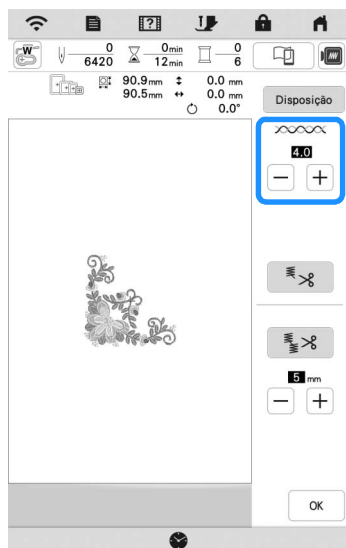 W
0 0min 0
6420 12min 6
90.9mm 0.0 mm
90.5mm 0.0 mm
0.0°
Disposição
4.0
− +
5 mm
− +
OK